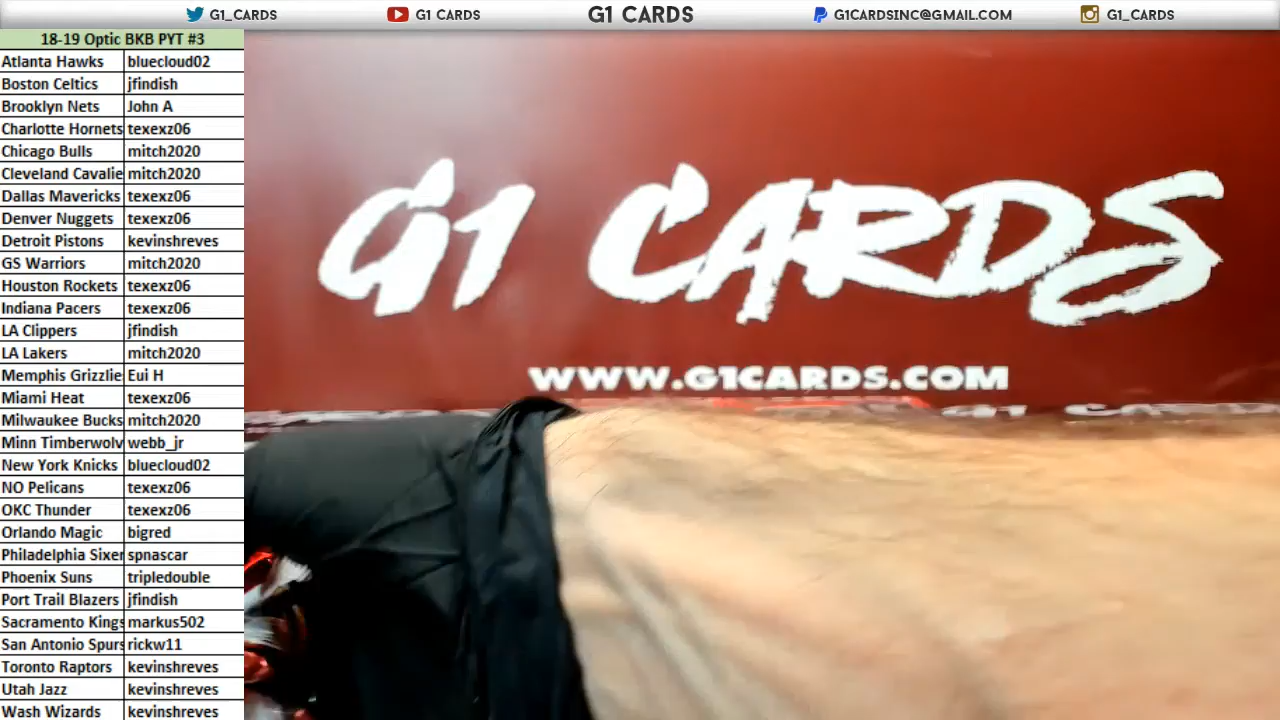 G1_CARDS
G1 CARDS
G1 CARDS
G1CARDSINC@GMAIL.COM
G1_CARDS
18-19 Optic BKB PYT #3
Atlanta Hawks bluecloud02
Boston Celtics jfindish
Brooklyn Nets John A
Charlotte Hornets texexz06
Chicago Bulls mitch2020
Cleveland Cavalie mitch2020
Dallas Mavericks texexz06
Denver Nuggets texexz06
Detroit Pistons kevinshreves
GS Warriors mitch2020
Houston Rockets texexz06
Indiana Pacers texexz06
LA Clippers jfindish
LA Lakers mitch2020
Memphis Grizzlie Eui H
Miami Heat texexz06
Milwaukee Bucks mitch2020
Minn Timberwolv webb_jr
New York Knicks bluecloud02
NO Pelicans texexz06
OKC Thunder texexz06
Orlando Magic bigred
Philadelphia Sixer spnascar
Phoenix Suns tripledouble
Port Trail Blazers jfindish
Sacramento Kings markus502
San Antonio Spurs rickw11
Toronto Raptors kevinshreves
Utah Jazz kevinshreves
Wash Wizards kevinshreves
G1 CARDS
WWW.G1CARDS.COM
G1